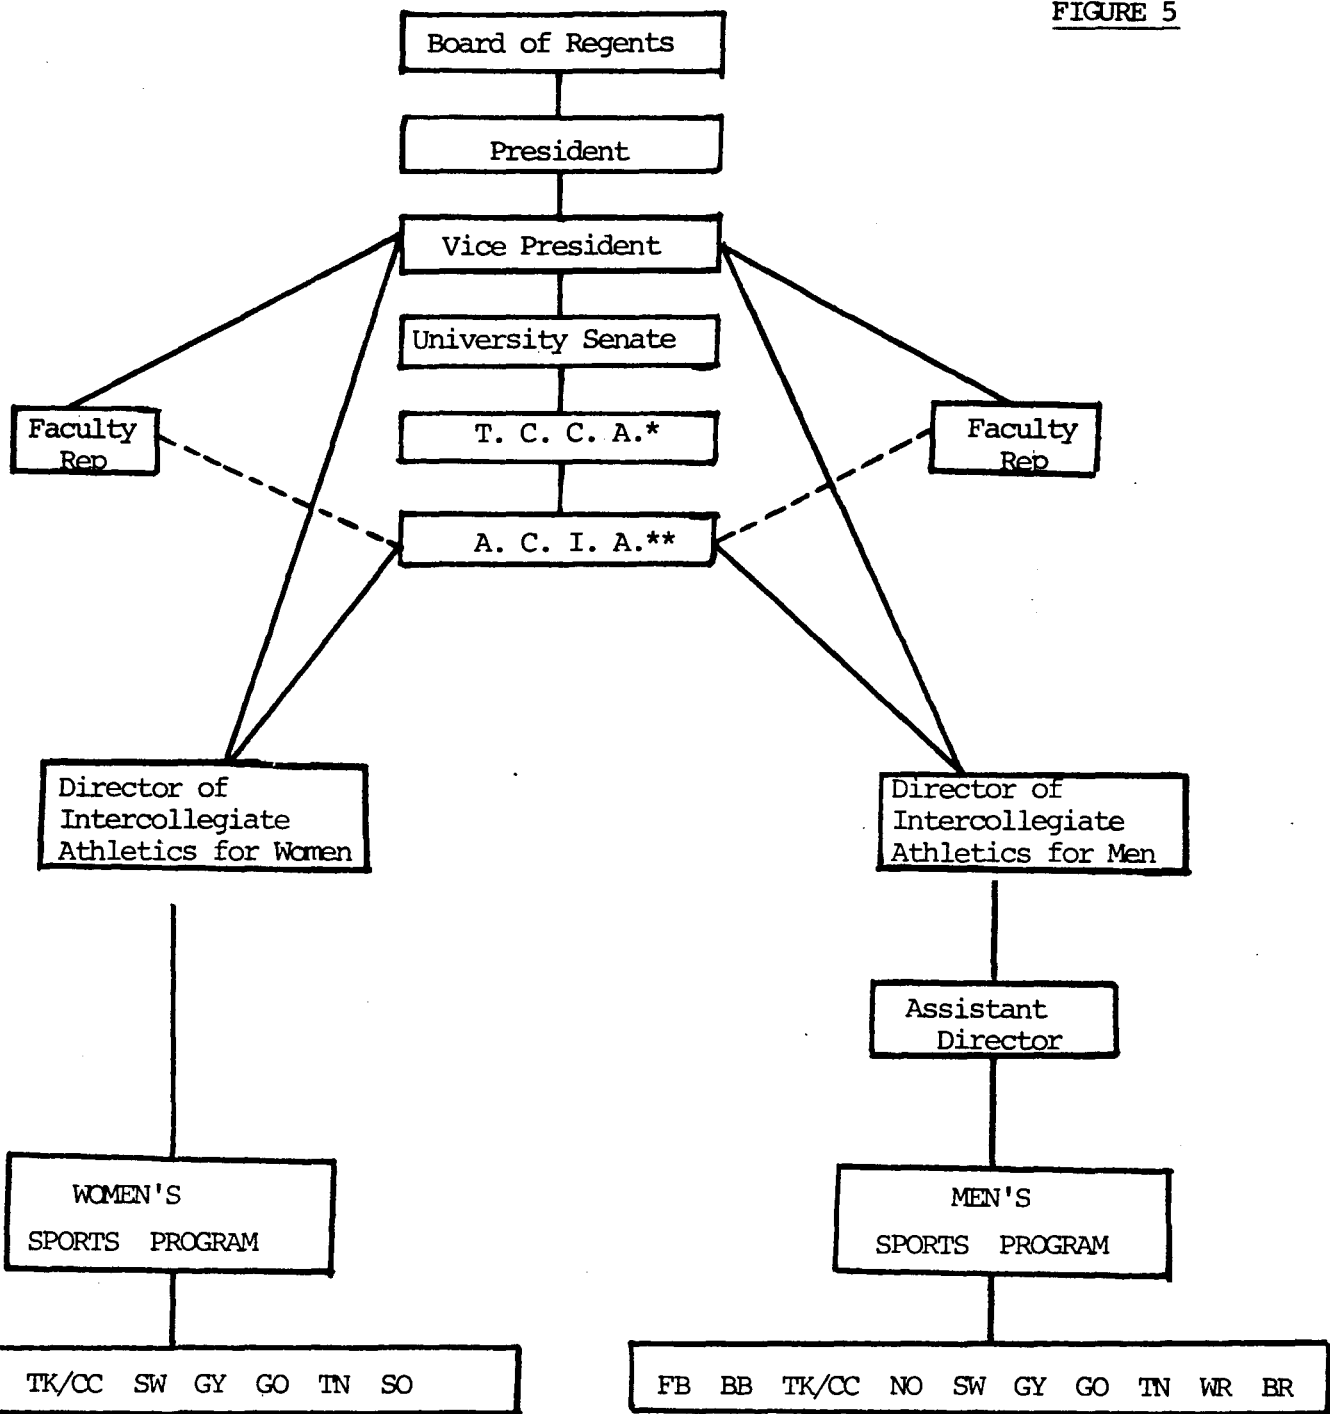 FIGURE 5
Board of Regents
President
Vice President
University Senate
Faculty
Rep
T. C. C. A.*
Faculty
Rep
A. C. I. A.**
Director of
Intercollegiate
Athletics for Women
Director of
Intercollegiate
Athletics for Men
Assistant
Director
WOMEN'S
SPORTS PROGRAM
MEN'S
SPORTS PROGRAM
TK/CC SW GY GO TN SO
FB BB TK/CC NO SW GY GO TN WR BR